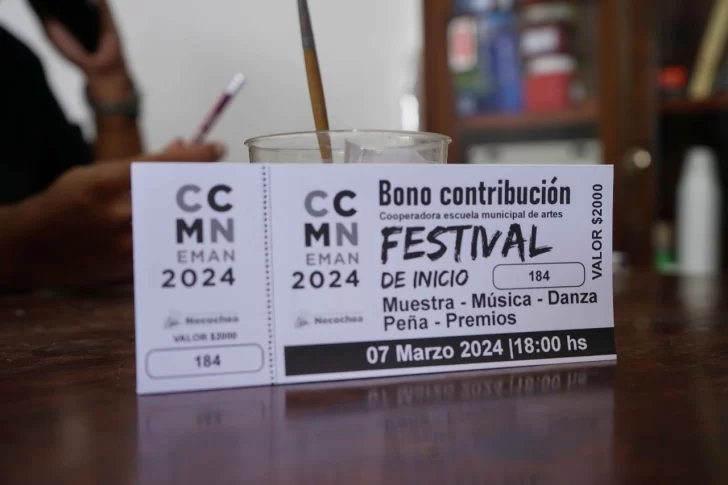 CC
MN
EMAN
2024
Necochea
VALOR $2000
184
CC
MN
EMAN
2024
Necochea
Bono contribución
Cooperadora escuela municipal de artes
FESTIVAL
DE INICIO
184
VALOR $2000
Muestra - Música - Danza
Peña - Premios
07 Marzo 2024 |18:00 hs